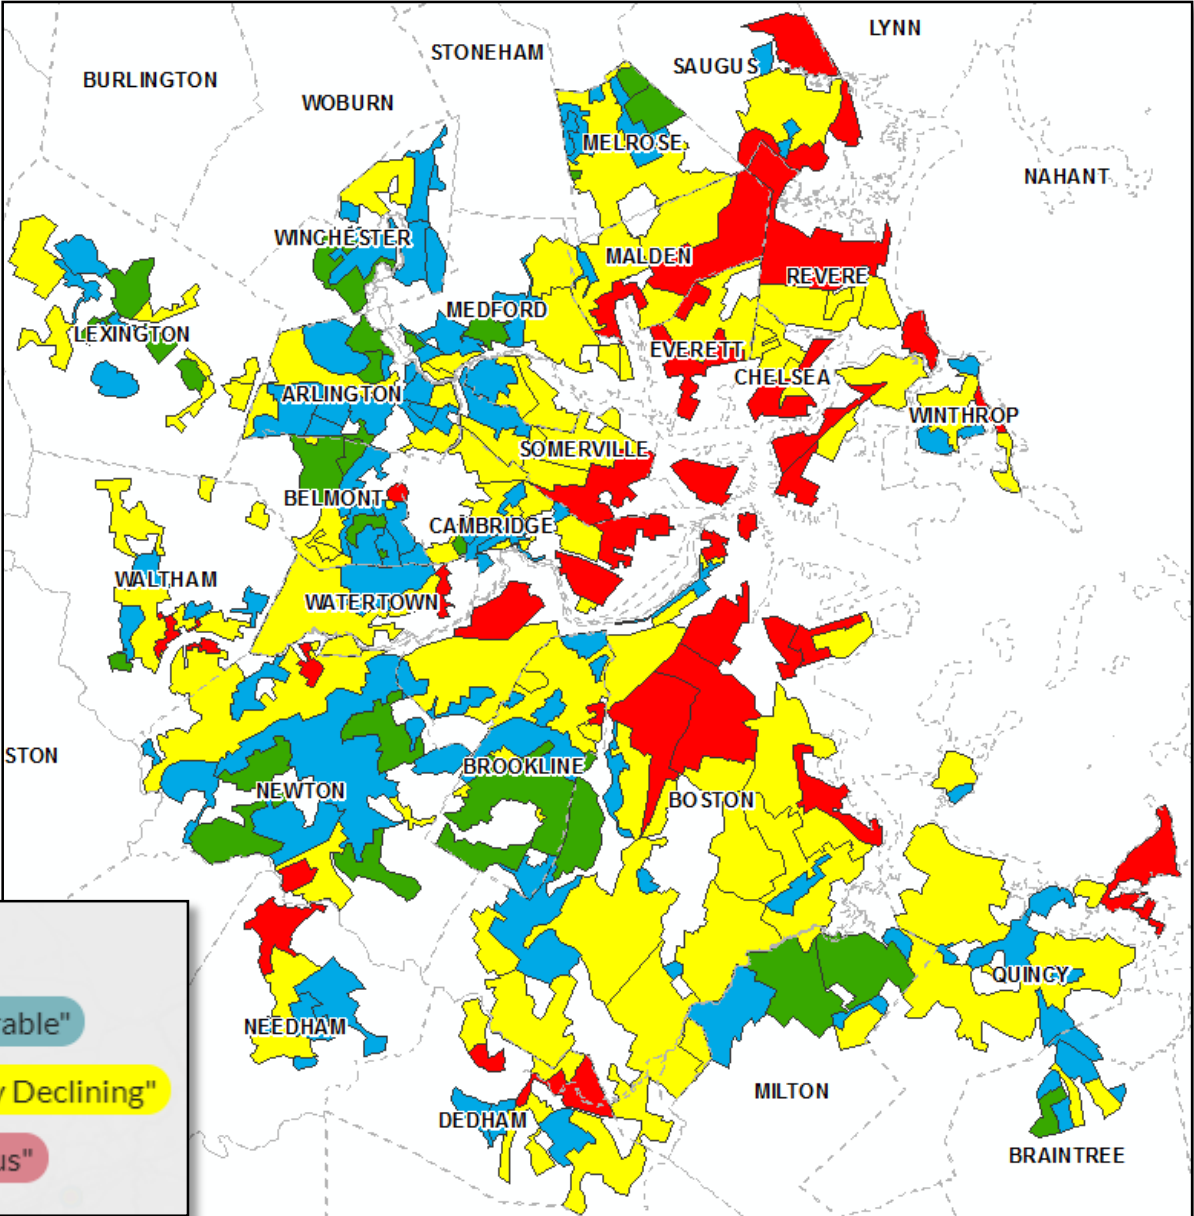 LYNN
STONEHAM
SAUGUS
BURLINGTON
WOBURN
MELROSE
NAHANT
WINCHESTER
MALDEN
REVERE
MEDFORD
LEXINGTON
EVERETT
CHELSEA
ARLINGTON
WINTHROP
SOMERVILLE
BELMONT
CAMBRIDGE
WALTHAM
WATERTOWN
STON
BROOKLINE
NEWTON
BOSTON
QUINCY
NEEDHAM
MILTON
DEDHAM
BRAINTREE
rable"
y Declining"
us"